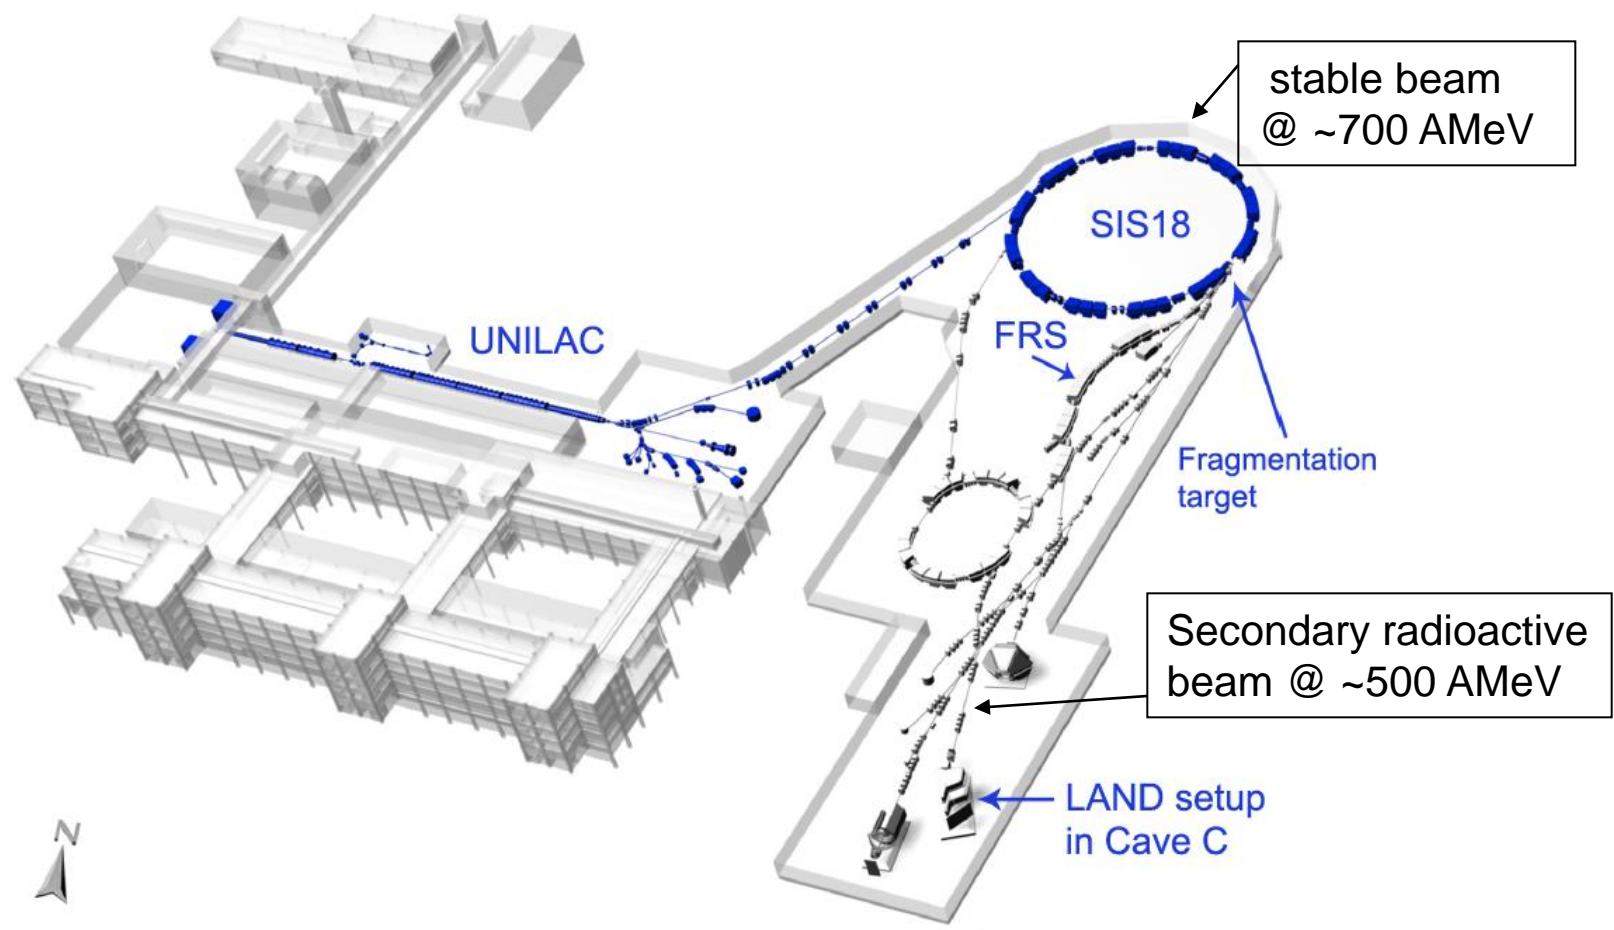 stable beam
@ ~700 AMeV
SIS18
UNILAC
FRS
Fragmentation
target
Secondary radioactive
beam @ ~500 AMeV
LAND setup
in Cave C
N